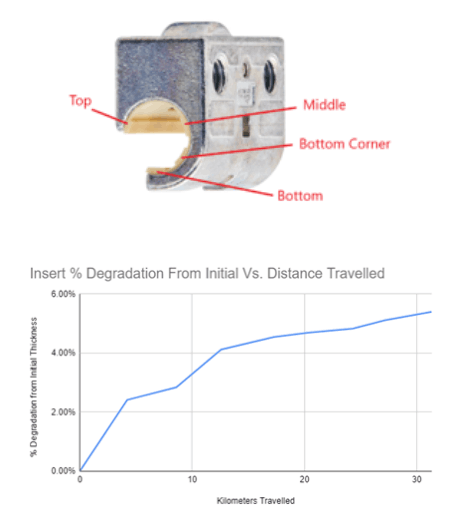 Top
Middle
Bottom Corner
Bottom
Insert % Degradation From Initial Vs. Distance Travelled
% Degradation from Initial Thickness
6.00%
4.00%
2.00%
0.00%
0 10 20 30
Kilometers Travelled